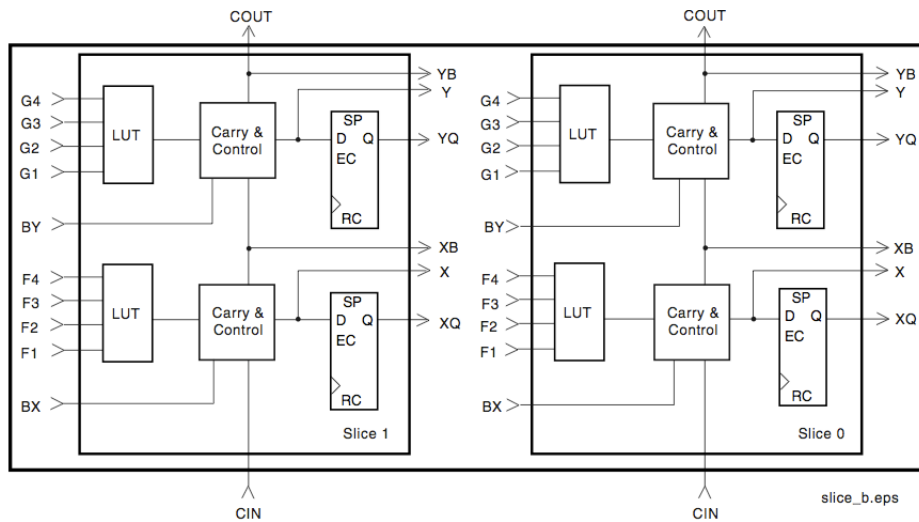 COUT
YB
Y
G4
G3
G2
G1
LUT
Carry &
Control
SP
D Q
EC
RC
YQ
BY
XB
X
F4
F3
F2
F1
LUT
Carry &
Control
SP
D Q
EC
RC
XQ
BX
Slice 1
CIN
COUT
YB
Y
G4
G3
G2
G1
LUT
Carry &
Control
SP
D Q
EC
RC
YQ
BY
XB
X
F4
F3
F2
F1
LUT
Carry &
Control
SP
D Q
EC
RC
XQ
BX
Slice 0
CIN
slice_b.eps